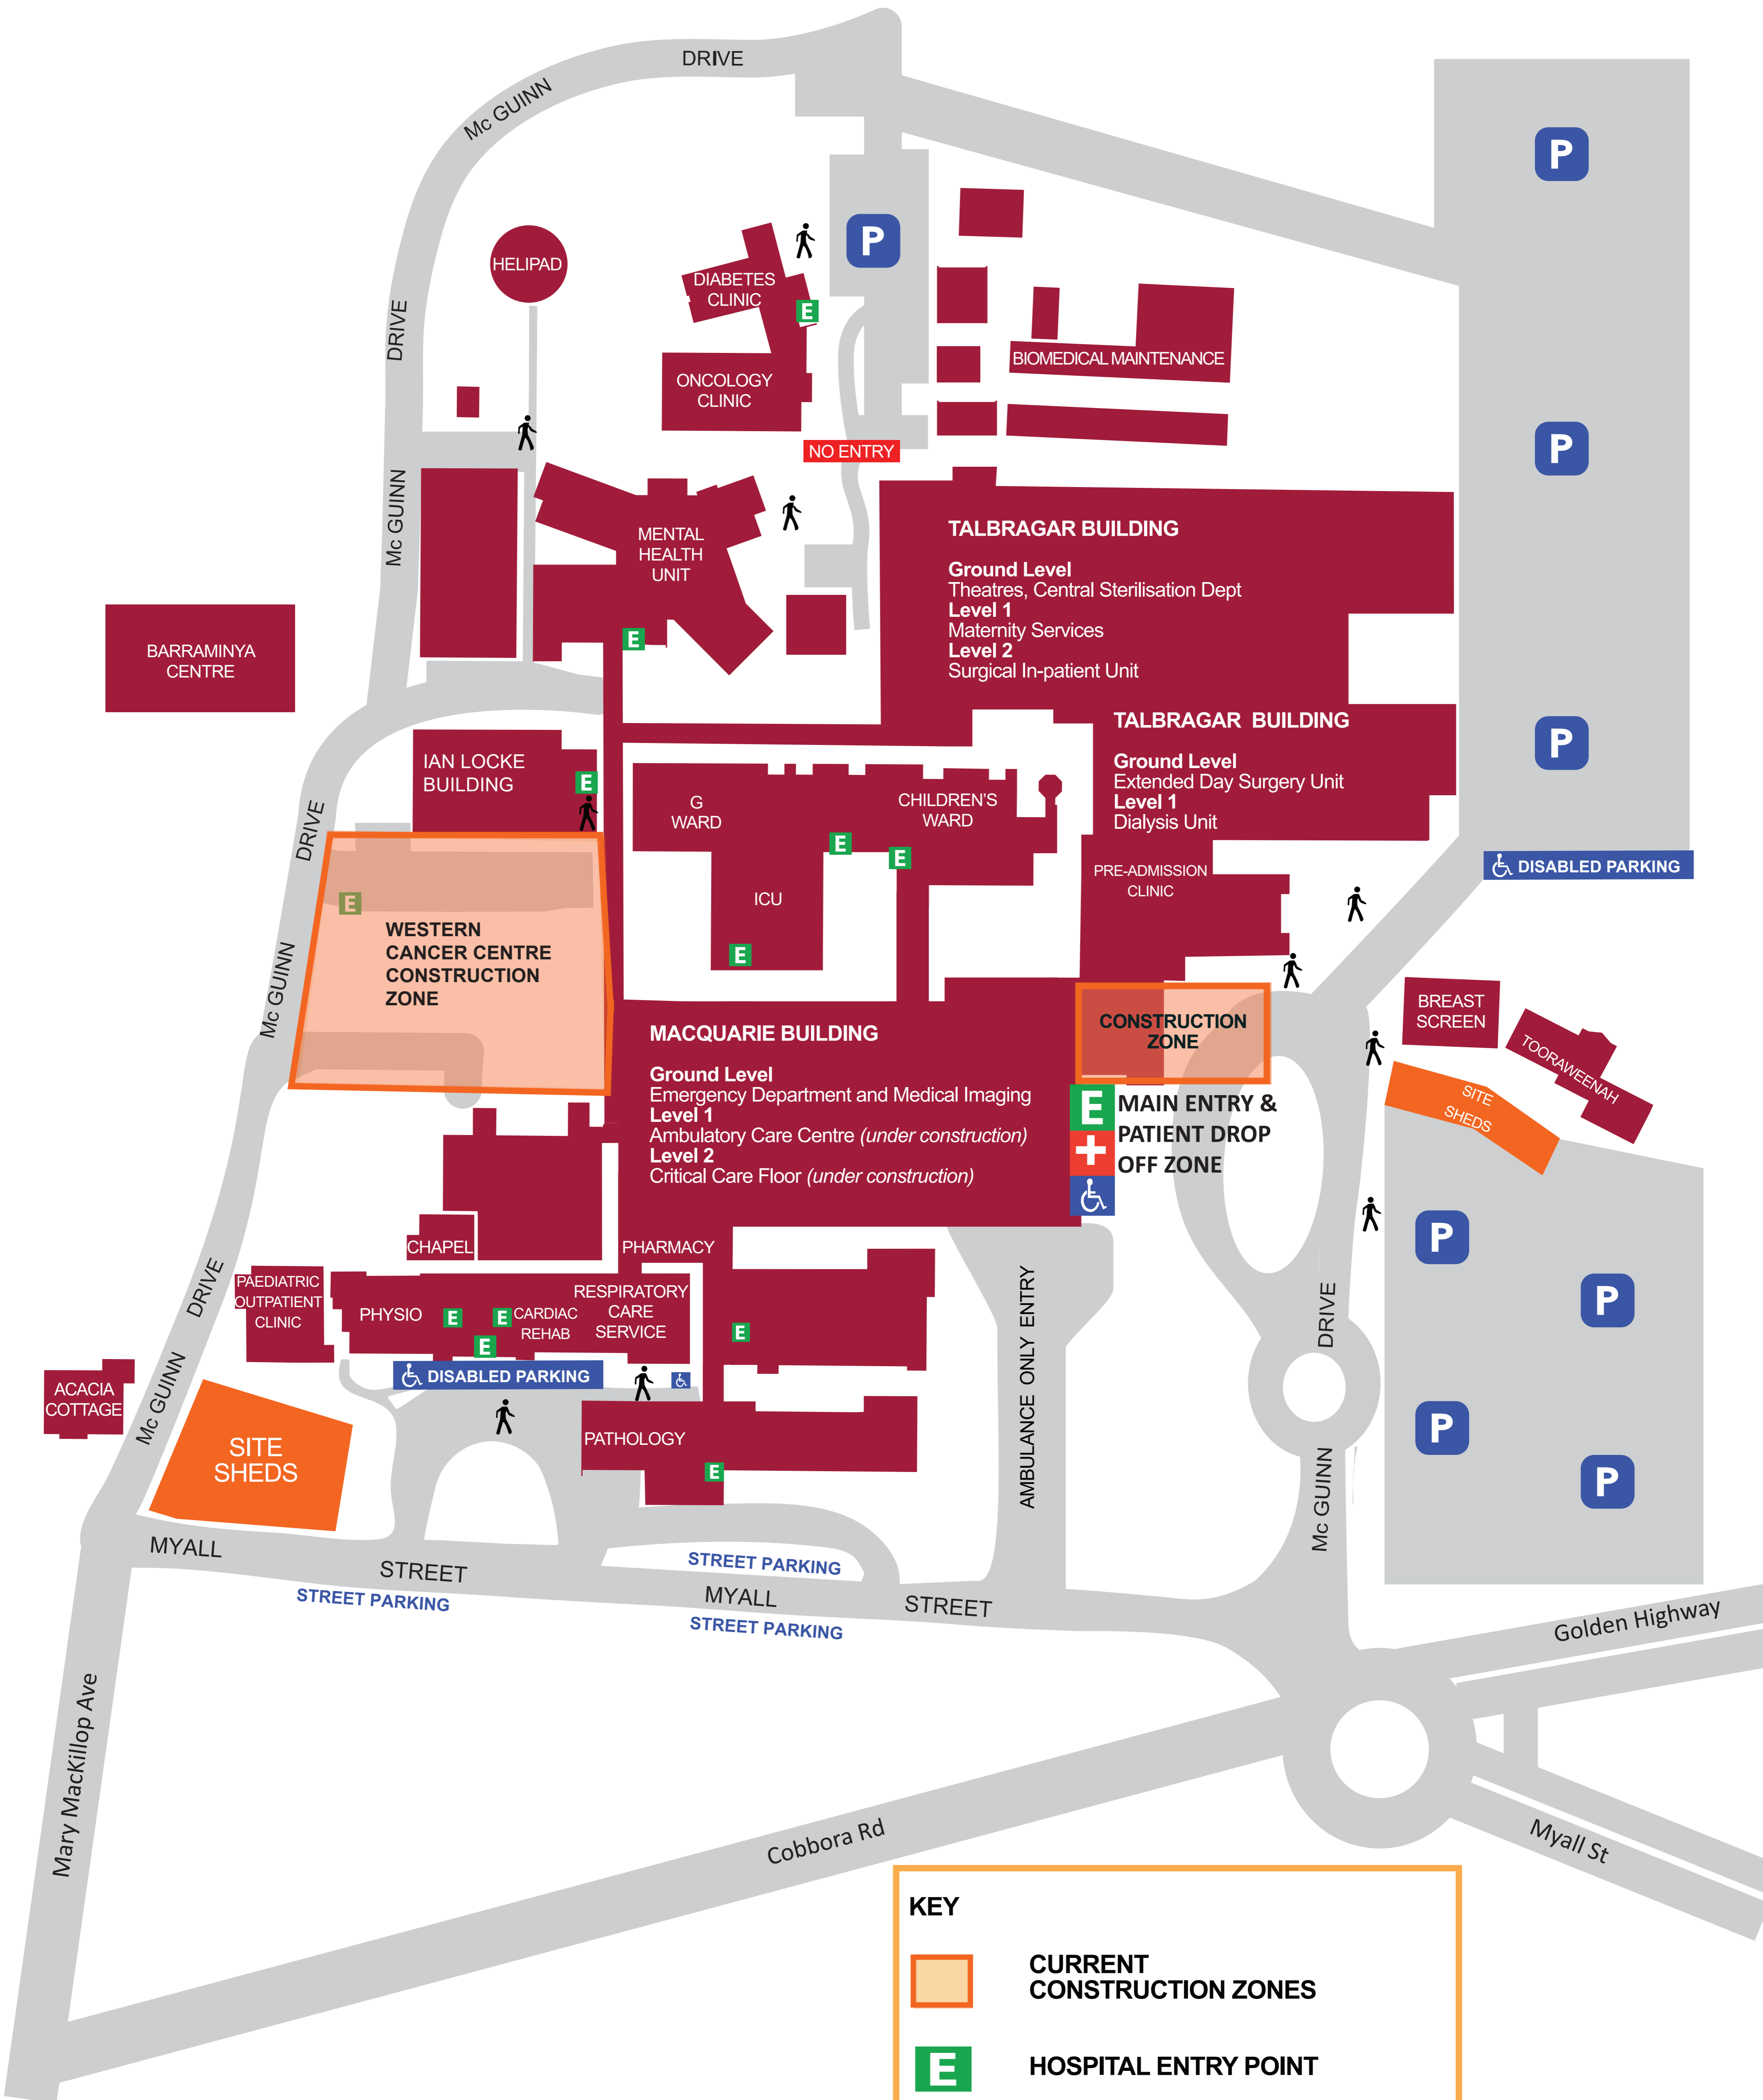 DRIVE
Mc GUINN
P
P
HELIPAD
DIABETES
CLINIC
E
DRIVE
BIOMEDICAL MAINTENANCE
ONCOLOGY
CLINIC
NO ENTRY
P
Mc GUINN
MENTAL
HEALTH
UNIT
E
TALBRAGAR BUILDING
Ground Level
Theatres, Central Sterilisation Dept
Level 1
Maternity Services
Level 2
Surgical In-patient Unit
BARRAMINYA
CENTRE
TALBRAGAR BUILDING
Ground Level
Extended Day Surgery Unit
Level 1
Dialysis Unit
P
IAN LOCKE
BUILDING
E
G
WARD
CHILDREN'S
WARD
E
E
ICU
E
PRE-ADMISSION
CLINIC
DISABLED PARKING
DRIVE
Mc GUINN
E
WESTERN
CANCER CENTRE
CONSTRUCTION
ZONE
MACQUARIE BUILDING
Ground Level
Emergency Department and Medical Imaging
Level 1
Ambulatory Care Centre (under construction)
Level 2
Critical Care Floor (under construction)
CONSTRUCTION
ZONE
E
MAIN ENTRY &
PATIENT DROP
OFF ZONE
BREAST
SCREEN
TOORAWEENAH
SITE
SHEDS
P
P
P
P
CHAPEL
PHARMACY
DRIVE
Mc GUINN
PAEDIATRIC
OUTPATIENT
CLINIC
PHYSIO
E
E
E
CARDIAC
REHAB
RESPIRATORY
CARE
SERVICE
E
DISABLED PARKING
ACACIA
COTTAGE
SITE
SHEDS
PATHOLOGY
E
AMBULANCE ONLY ENTRY
DRIVE
Mc GUINN
MYALL
STREET
STREET PARKING
STREET PARKING
MYALL
STREET
STREET PARKING
Golden Highway
Mary MacKillop Ave
Cobbora Rd
Myall St
KEY
CURRENT
CONSTRUCTION ZONES
E
HOSPITAL ENTRY POINT